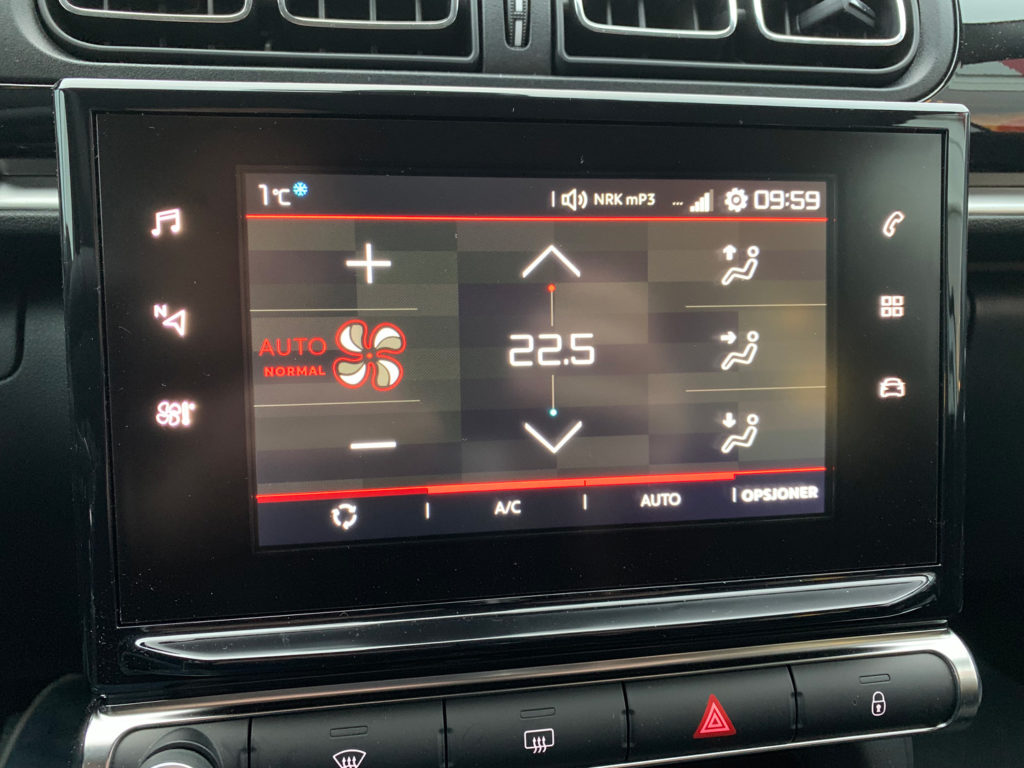 1°C NRK mP3 ... 09:59
N
AUTO
NORMAL
22.5
A/C AUTO OPSJONER